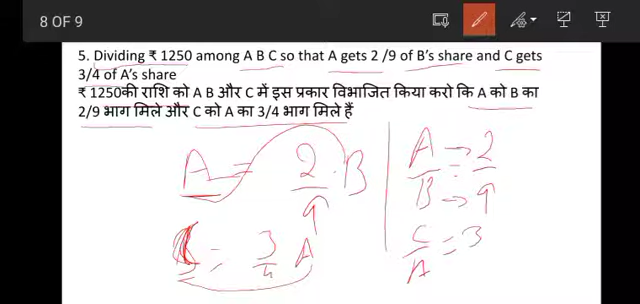 8 OF 9
5. Dividing ₹ 1250 among A B C so that A gets 2 /9 of B's share and C gets
3/4 of A's share
₹ 1250की राशि को A B और C में इस प्रकार विभाजित किया करो कि A को B का
2/9 भाग मिले और C को A का 3/4 भाग मिले हैं
A = 2/9 · B
C = 3/4 A
A/B = 2/9
C/A = 3